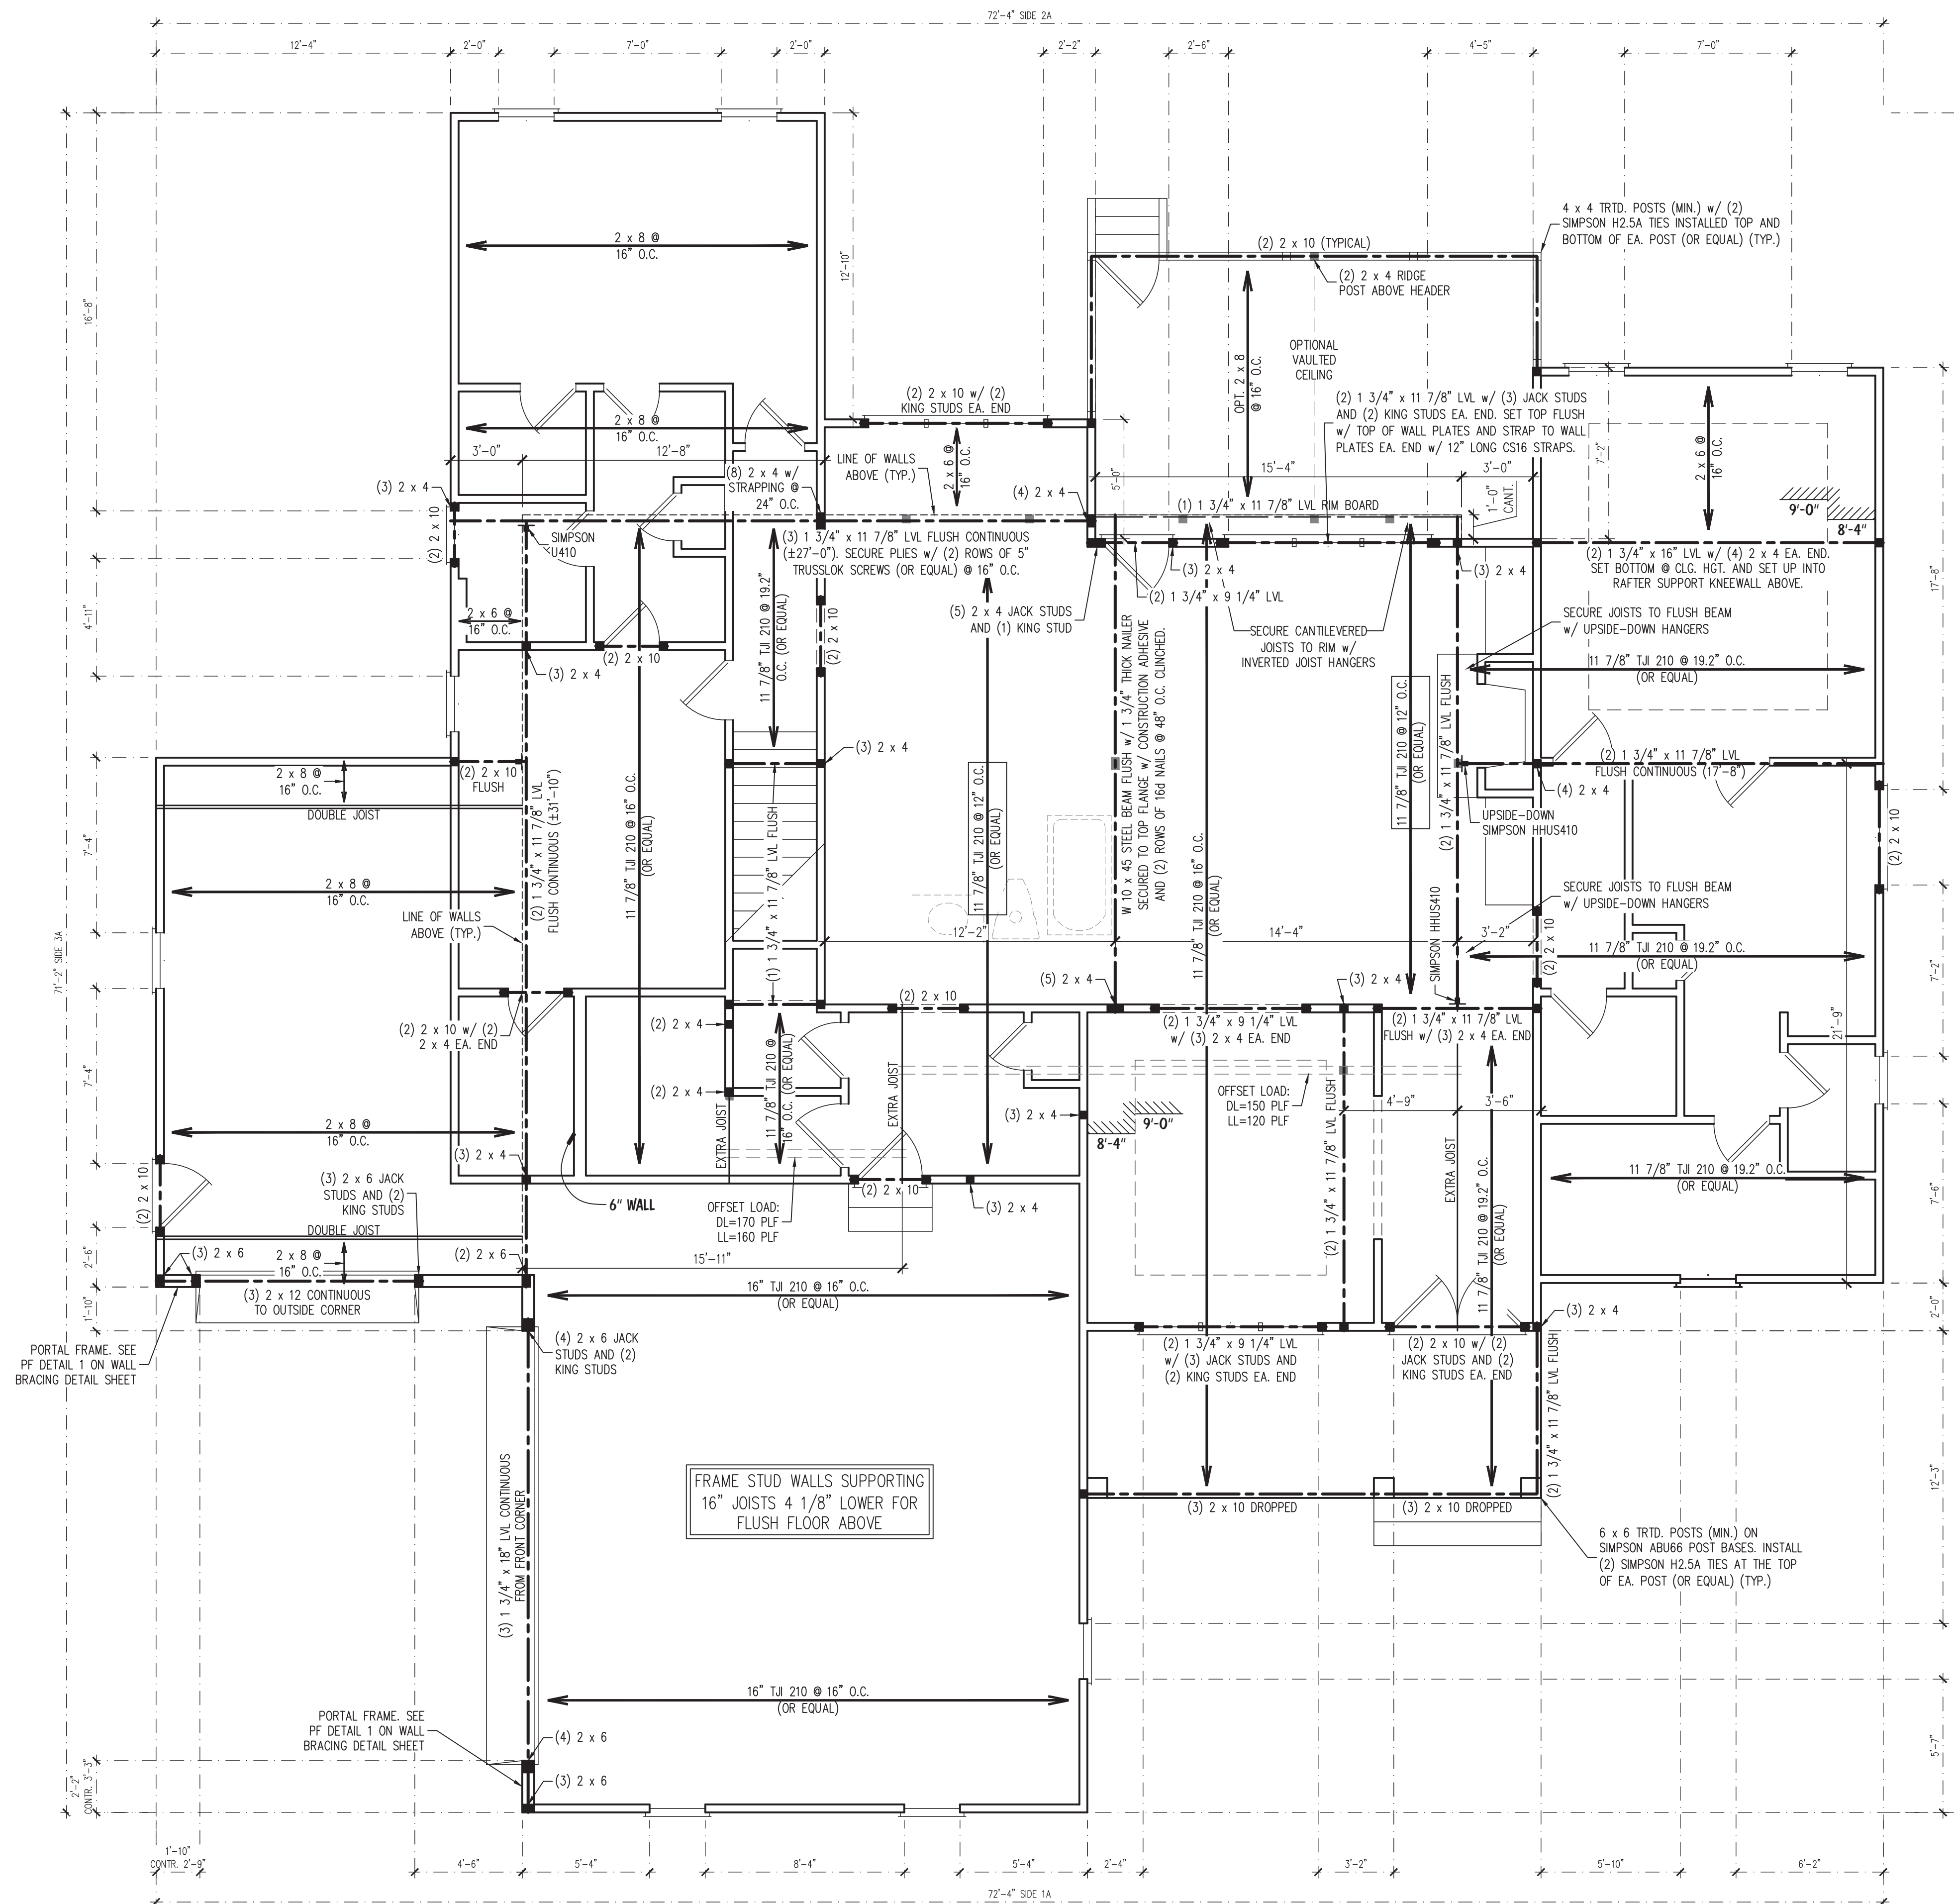 72'-4" SIDE 2A
12'-4"
2'-0"
7'-0"
2'-0"
2'-2"
2'-6"
4'-5"
7'-0"
71'-2" SIDE 3A
16'-8"
4'-11"
7'-4"
7'-4"
2'-6"
1'-10"
2'-2"
CONTR. 3'-3"
12'-10"
2 x 8 @
16" O.C.
2 x 8 @
16" O.C.
3'-0"
12'-8"
(3) 2 x 4
(2) 2 x 10
SIMPSON
U410
(8) 2 x 4 w/
STRAPPING @
24" O.C.
LINE OF WALLS
ABOVE (TYP.)
(2) 2 x 10 w/ (2)
KING STUDS EA. END
2 x 6 @
16" O.C.
(4) 2 x 4
5'-0"
(3) 1 3/4" x 11 7/8" LVL FLUSH CONTINUOUS
(±27'-0"). SECURE PLIES w/ (2) ROWS OF 5"
TRUSSLOK SCREWS (OR EQUAL) @ 16" O.C.
(2) 2 x 10 (TYPICAL)
(2) 2 x 4 RIDGE
POST ABOVE HEADER
4 x 4 TRTD. POSTS (MIN.) w/ (2)
SIMPSON H2.5A TIES INSTALLED TOP AND
BOTTOM OF EA. POST (OR EQUAL) (TYP.)
OPT. 2 x 8
@ 16" O.C.
OPTIONAL
VAULTED
CEILING
(2) 1 3/4" x 11 7/8" LVL w/ (3) JACK STUDS
AND (2) KING STUDS EA. END. SET TOP FLUSH
w/ TOP OF WALL PLATES AND STRAP TO WALL
PLATES EA. END w/ 12" LONG CS16 STRAPS.
15'-4"
3'-0"
1'-0"
CANT.
(1) 1 3/4" x 11 7/8" LVL RIM BOARD
(3) 2 x 4
(2) 1 3/4" x 9 1/4" LVL
(3) 2 x 4
(5) 2 x 4 JACK STUDS
AND (1) KING STUD
SECURE CANTILEVERED
JOISTS TO RIM w/
INVERTED JOIST HANGERS
2 x 6 @
16" O.C.
7'-2"
9'-0"
8'-4"
(2) 1 3/4" x 16" LVL w/ (4) 2 x 4 EA. END.
SET BOTTOM @ CLG. HGT. AND SET UP INTO
RAFTER SUPPORT KNEEWALL ABOVE.
SECURE JOISTS TO FLUSH BEAM
w/ UPSIDE-DOWN HANGERS
11 7/8" TJI 210 @ 19.2" O.C.
(OR EQUAL)
17'-8"
2 x 6 @
16" O.C.
(3) 2 x 4
(2) 2 x 10
11 7/8" TJI 210 @ 19.2"
O.C. (OR EQUAL)
(2) 2 x 10
(3) 2 x 4
(2) 2 x 10
FLUSH
2 x 8 @
16" O.C.
DOUBLE JOIST
(2) 1 3/4" x 11 7/8" LVL
FLUSH CONTINUOUS (±31'-10")
11 7/8" TJI 210 @ 16" O.C.
(OR EQUAL)
(1) 1 3/4" x 11 7/8" LVL FLUSH
11 7/8" TJI 210 @ 12" O.C.
(OR EQUAL)
W 10 x 45 STEEL BEAM FLUSH w/ 1 3/4" THICK NAILER
SECURED TO TOP FLANGE w/ CONSTRUCTION ADHESIVE
AND (2) ROWS OF 16d NAILS @ 48" O.C. CLINCHED.
11 7/8" TJI 210 @ 16" O.C.
(OR EQUAL)
11 7/8" TJI 210 @ 12" O.C.
(OR EQUAL)
(2) 1 3/4" x 11 7/8" LVL FLUSH
(2) 1 3/4" x 11 7/8" LVL
FLUSH CONTINUOUS (17'-8")
(4) 2 x 4
UPSIDE-DOWN
SIMPSON HHUS410
(2) 2 x 10
2 x 8 @
16" O.C.
LINE OF WALLS
ABOVE (TYP.)
SECURE JOISTS TO FLUSH BEAM
w/ UPSIDE-DOWN HANGERS
SIMPSON HHUS410
12'-2"
14'-4"
3'-2"
(2) 2 x 10
11 7/8" TJI 210 @ 19.2" O.C.
(OR EQUAL)
7'-2"
(5) 2 x 4
(3) 2 x 4
(2) 2 x 10
(2) 2 x 10 w/ (2)
2 x 4 EA. END
(2) 2 x 4
(2) 2 x 4
11 7/8" TJI 210 @
16" O.C. (OR EQUAL)
EXTRA JOIST
EXTRA JOIST
(2) 1 3/4" x 9 1/4" LVL
w/ (3) 2 x 4 EA. END
(2) 1 3/4" x 11 7/8" LVL
FLUSH w/ (3) 2 x 4 EA. END
21'-9"
OFFSET LOAD:
DL=150 PLF
LL=120 PLF
4'-9"
3'-6"
(3) 2 x 4
9'-0"
8'-4"
2 x 8 @
16" O.C.
(3) 2 x 4
(2) 2 x 10
(3) 2 x 6 JACK
STUDS AND (2)
KING STUDS
6" WALL
OFFSET LOAD:
DL=170 PLF
LL=160 PLF
(2) 2 x 10
(3) 2 x 4
(2) 1 3/4" x 11 7/8" LVL FLUSH
EXTRA JOIST
11 7/8" TJI 210 @ 19.2" O.C.
(OR EQUAL)
11 7/8" TJI 210 @ 19.2" O.C.
(OR EQUAL)
7'-6"
DOUBLE JOIST
(3) 2 x 6
2 x 8 @
16" O.C.
(2) 2 x 6
15'-11"
(3) 2 x 12 CONTINUOUS
TO OUTSIDE CORNER
16" TJI 210 @ 16" O.C.
(OR EQUAL)
PORTAL FRAME. SEE
PF DETAIL 1 ON WALL
BRACING DETAIL SHEET
(4) 2 x 6 JACK
STUDS AND (2)
KING STUDS
(2) 1 3/4" x 9 1/4" LVL
w/ (3) JACK STUDS AND
(2) KING STUDS EA. END
(2) 2 x 10 w/ (2)
JACK STUDS AND (2)
KING STUDS EA. END
(3) 2 x 4
2'-0"
(2) 1 3/4" x 11 7/8" LVL FLUSH
12'-3"
(3) 1 3/4" x 18" LVL CONTINUOUS
FROM FRONT CORNER
FRAME STUD WALLS SUPPORTING
16" JOISTS 4 1/8" LOWER FOR
FLUSH FLOOR ABOVE
(3) 2 x 10 DROPPED
(3) 2 x 10 DROPPED
6 x 6 TRTD. POSTS (MIN.) ON
SIMPSON ABU66 POST BASES. INSTALL
(2) SIMPSON H2.5A TIES AT THE TOP
OF EA. POST (OR EQUAL) (TYP.)
16" TJI 210 @ 16" O.C.
(OR EQUAL)
PORTAL FRAME. SEE
PF DETAIL 1 ON WALL
BRACING DETAIL SHEET
(4) 2 x 6
(3) 2 x 6
5'-7"
1'-10"
CONTR. 2'-9"
4'-6"
5'-4"
8'-4"
5'-4"
2'-4"
3'-2"
5'-10"
6'-2"
72'-4" SIDE 1A